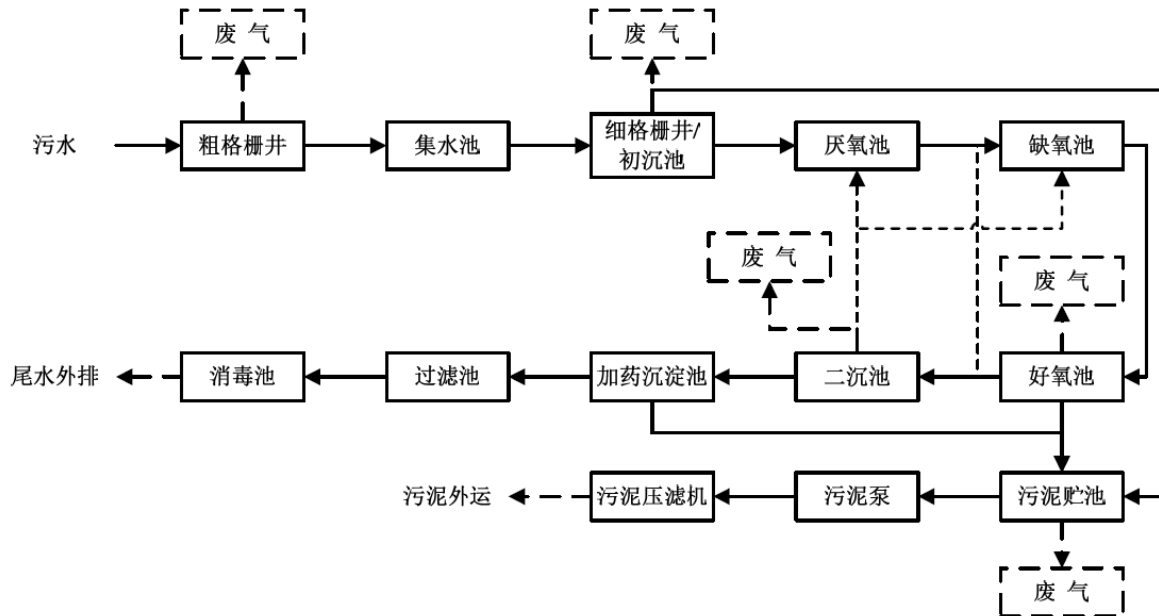 废 气
废 气
污水
粗格栅井
集水池
细格栅井/
初沉池
厌氧池
缺氧池
废 气
废 气
尾水外排
消毒池
过滤池
加药沉淀池
二沉池
好氧池
污泥外运
污泥压滤机
污泥泵
污泥贮池
废 气